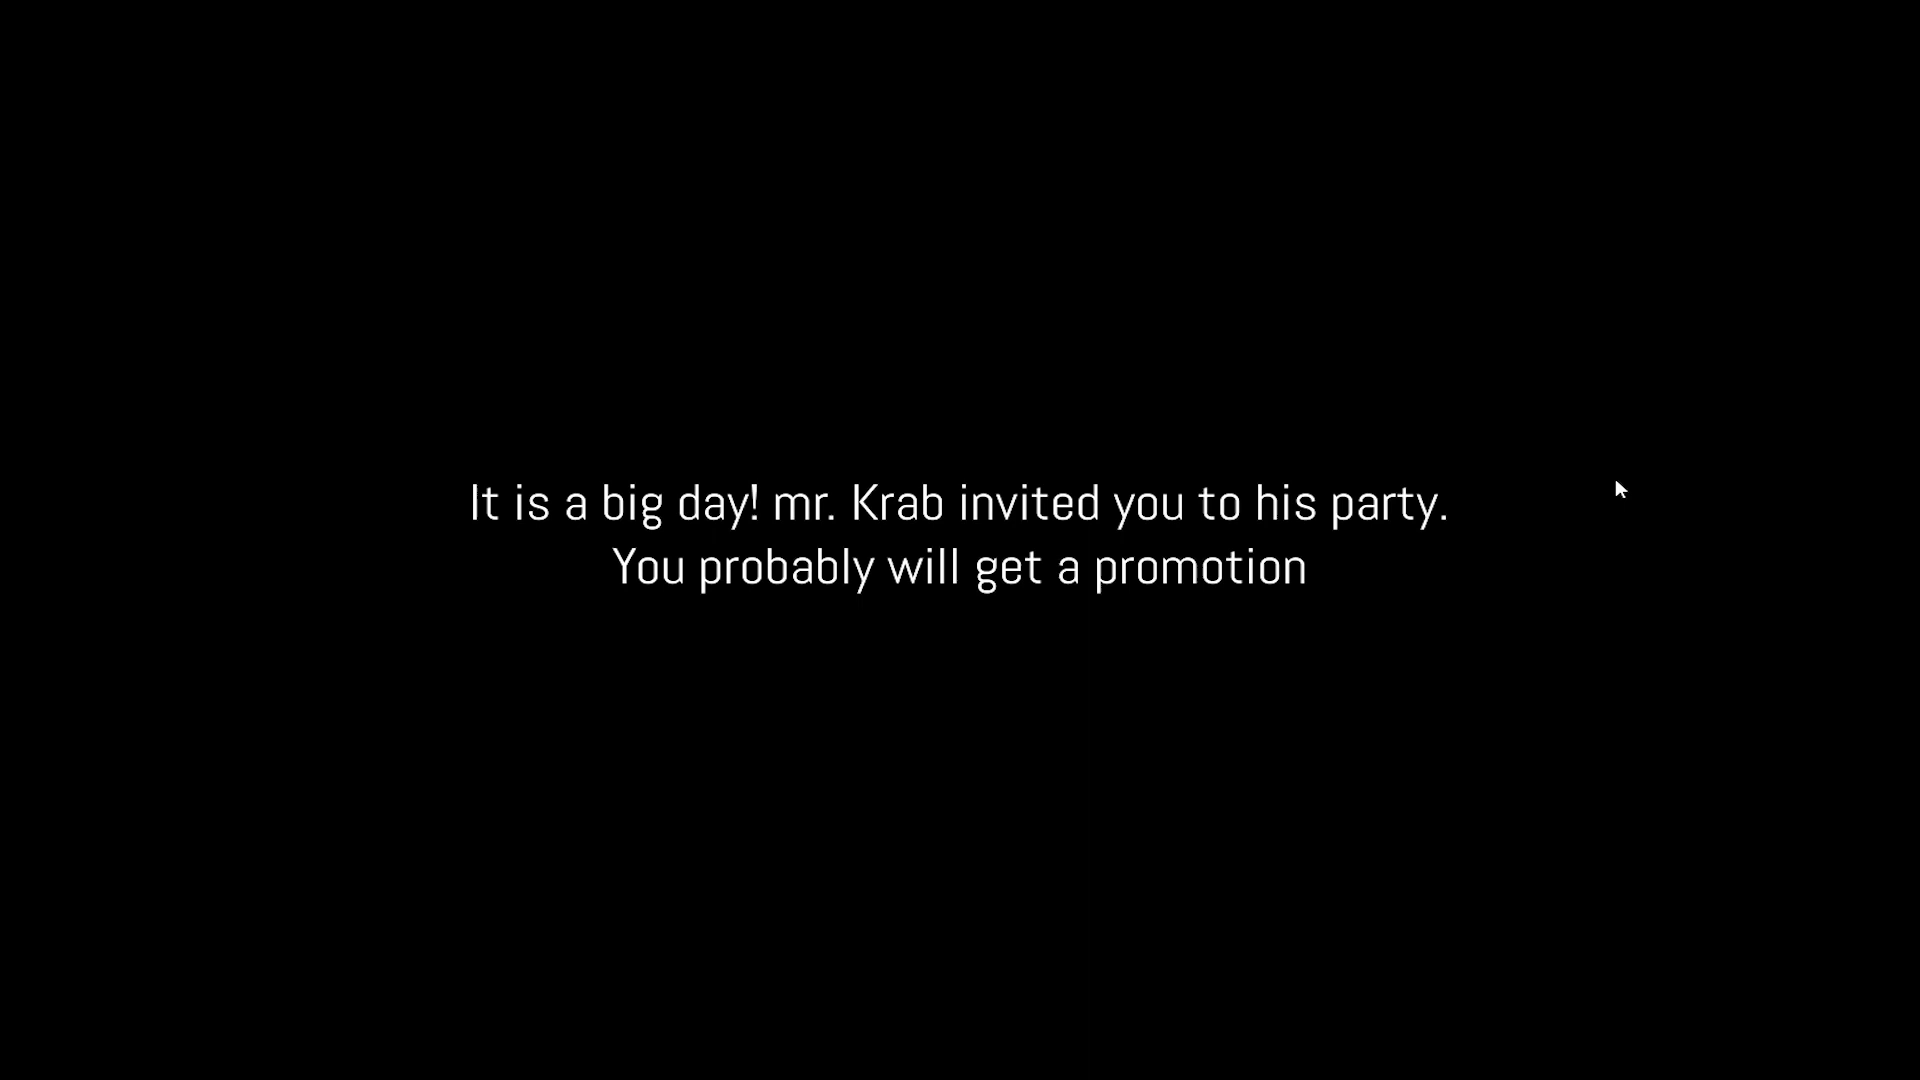 It is a big day! mr. Krab invited you to his party.
You probably will get a promotion